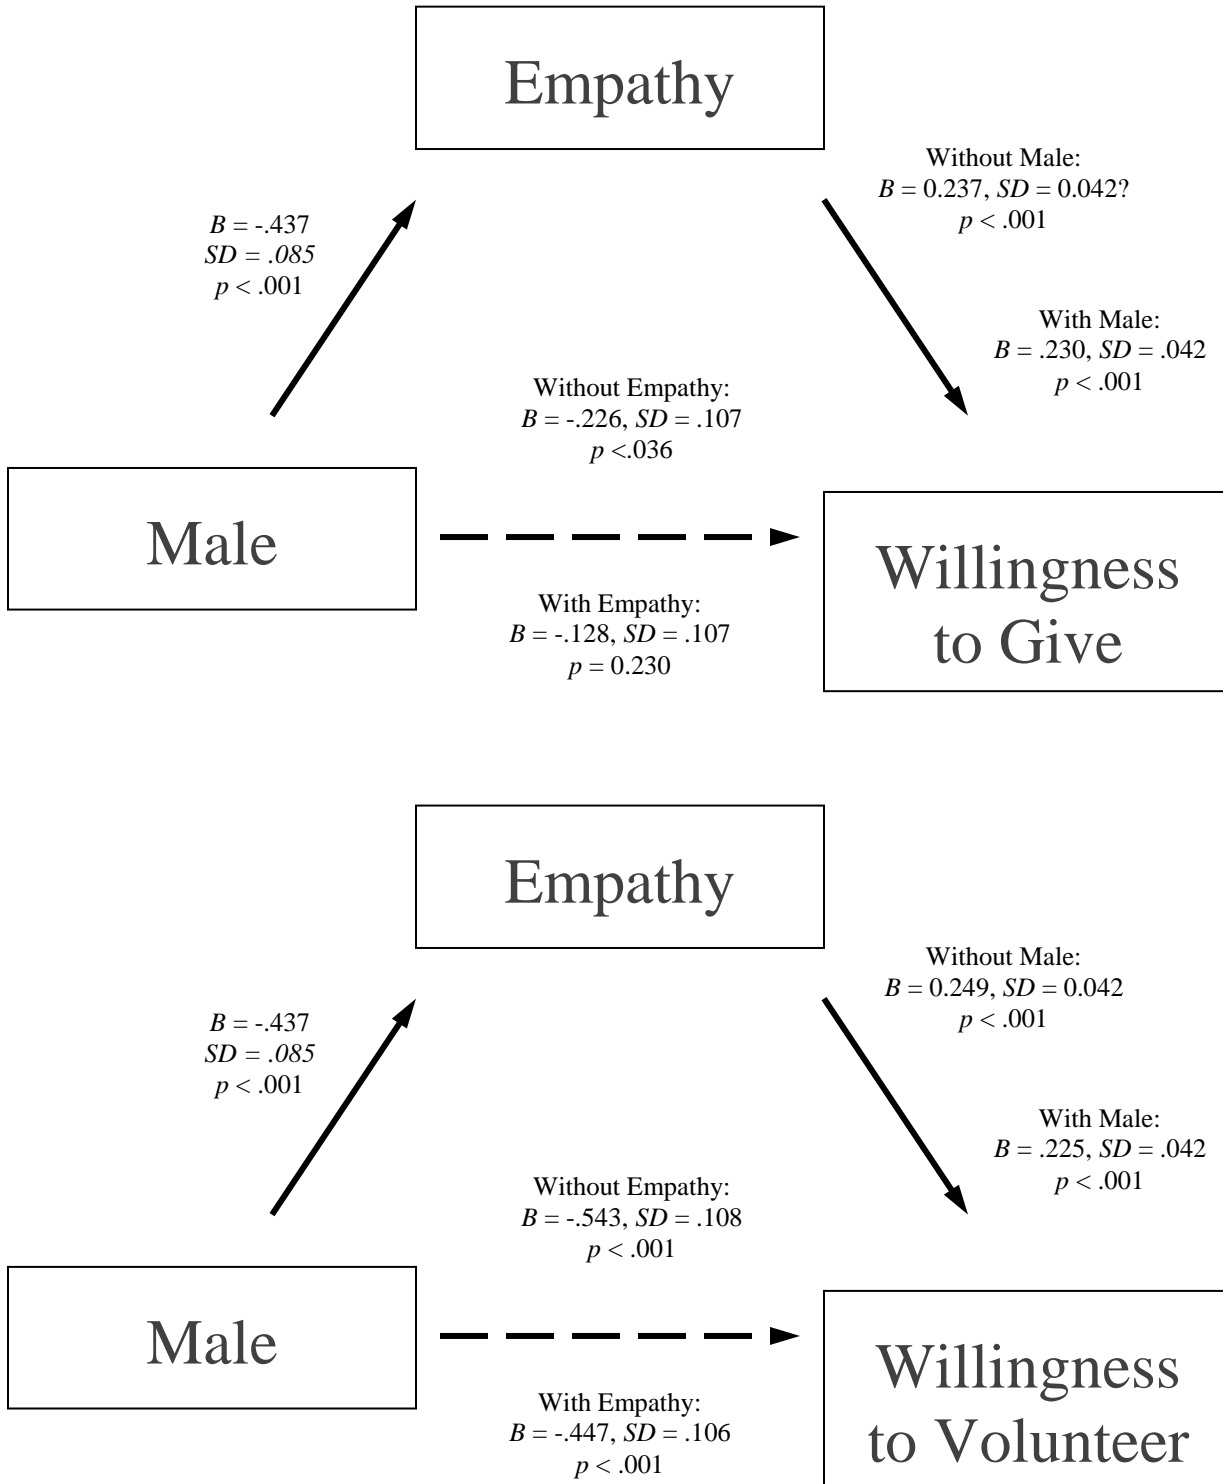 Empathy
Without Male:
B = 0.237, SD = 0.042?
p < .001
B = -.437
SD = .085
p < .001
With Male:
B = .230, SD = .042
p < .001
Without Empathy:
B = -.226, SD = .107
p <.036
Male
Willingness
to Give
With Empathy:
B = -.128, SD = .107
p = 0.230
Empathy
Without Male:
B = 0.249, SD = 0.042
p < .001
B = -.437
SD = .085
p < .001
With Male:
B = .225, SD = .042
p < .001
Without Empathy:
B = -.543, SD = .108
p < .001
Male
Willingness
to Volunteer
With Empathy:
B = -.447, SD = .106
p < .001